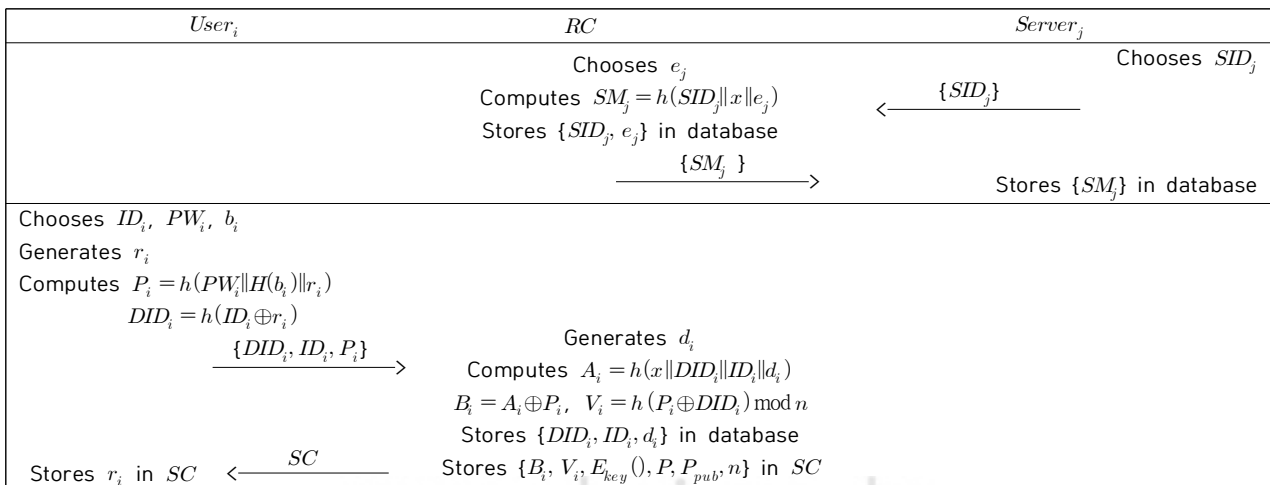 User_i RC Server_j
Chooses SID_j
Chooses e_j
{SID_j}
Computes SM_j = h(SID_j‖x‖e_j)
Stores {SID_j, e_j} in database
{SM_j }
Stores {SM_j} in database
Chooses ID_i, PW_i, b_i
Generates r_i
Computes P_i = h(PW_i‖H(b_i)‖r_i)
DID_i = h(ID_i⊕r_i)
{DID_i, ID_i, P_i}
Generates d_i
Computes A_i = h(x‖DID_i‖ID_i‖d_i)
B_i = A_i⊕P_i, V_i = h (P_i⊕DID_i) mod n
Stores {DID_i, ID_i, d_i} in database
Stores {B_i, V_i, E_key(), P, P_pub, n} in SC
SC
Stores r_i in SC